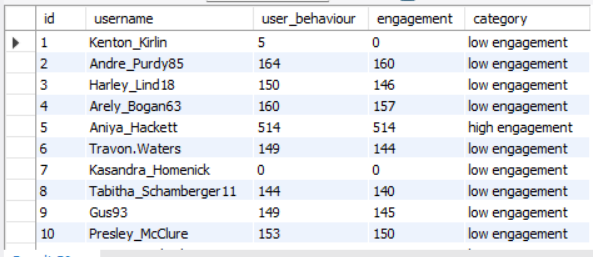 id username user_behaviour engagement category
1 Kenton_Kirlin 5 0 low engagement
2 Andre_Purdy85 164 160 low engagement
3 Harley_Lind18 150 146 low engagement
4 Arely_Bogan63 160 157 low engagement
5 Aniya_Hackett 514 514 high engagement
6 Travon.Waters 149 144 low engagement
7 Kasandra_Homenick 0 0 low engagement
8 Tabitha_Schamberger11 144 140 low engagement
9 Gus93 149 145 low engagement
10 Presley_McClure 153 150 low engagement